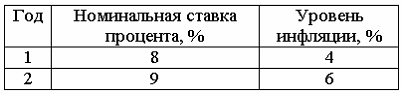 Год Номинальная ставка Уровень
процента, % инфляции, %
1 8 4
2 9 6